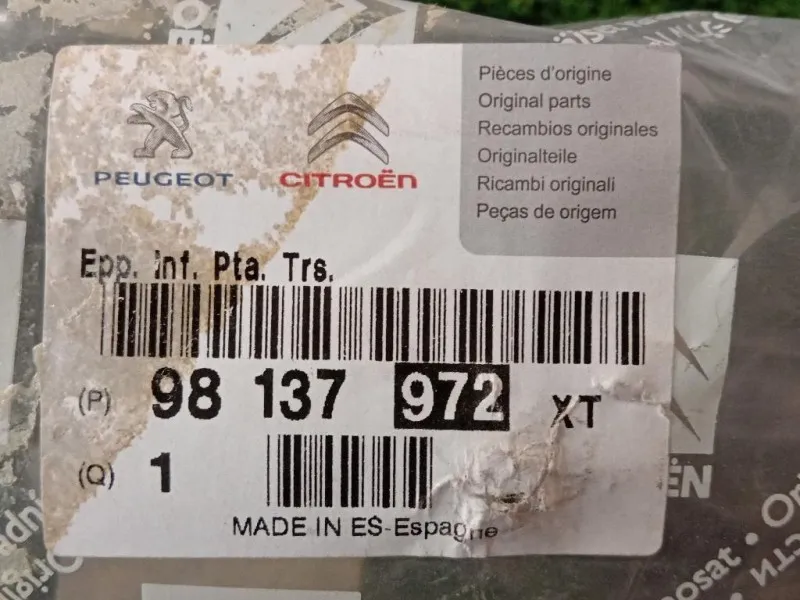 PEUGEOT
CITROËN
Pièces d'origine
Original parts
Recambios originales
Originalteile
Ricambi originali
Peças de origem
Epp. Inf. Pta. Trs.
(P) 98 137 972 XT
(Q) 1
MADE IN ES-Espagne
ËN